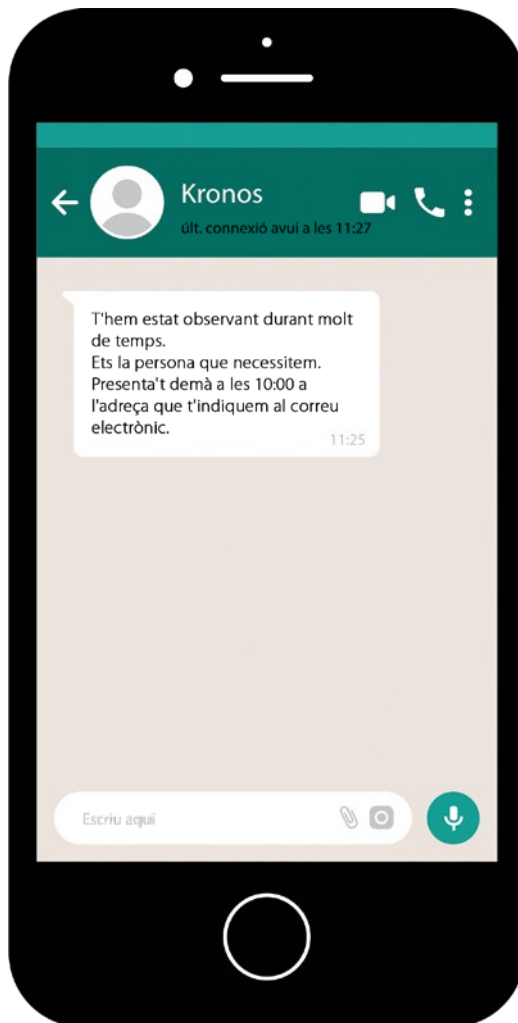 Kronos
últ. connexió avui a les 11:27
T'hem estat observant durant molt
de temps.
Ets la persona que necessitem.
Presenta't demà a les 10:00 a
l'adreça que t'indiquem al correu
electrònic.
11:25
Escriu aquí